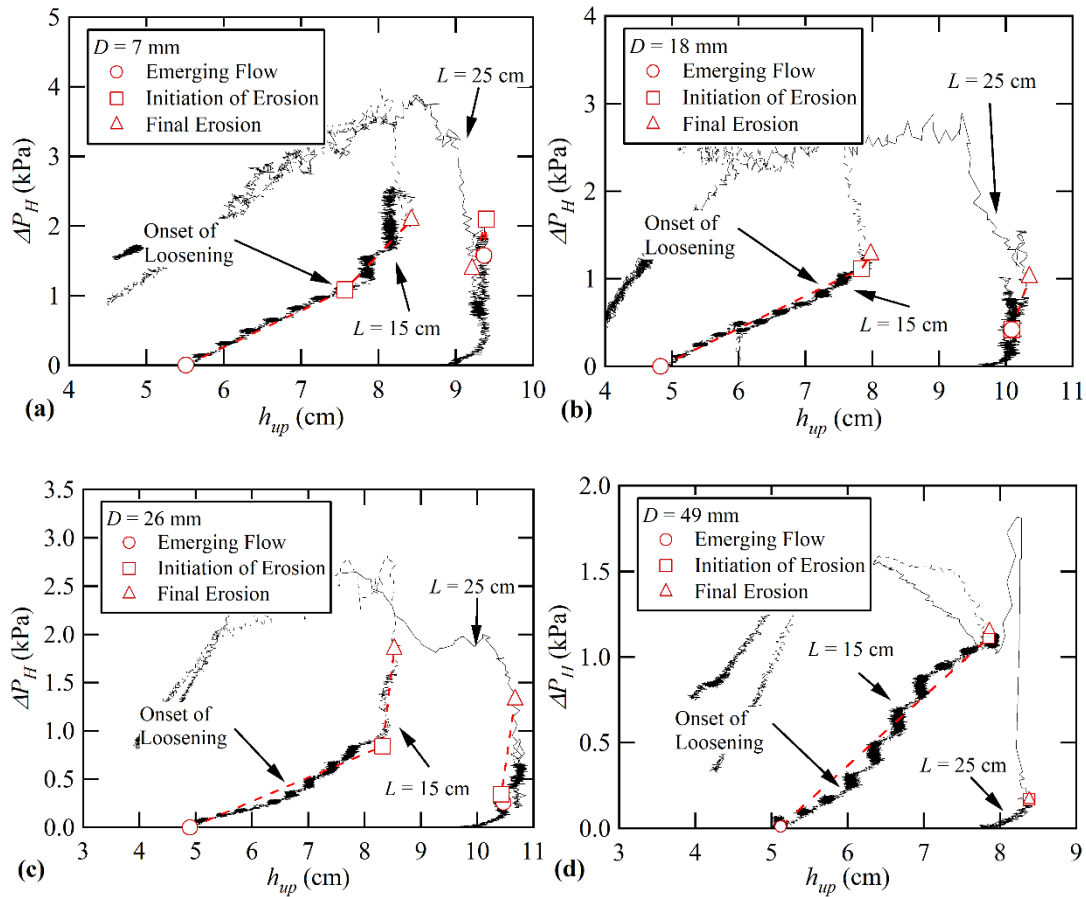 5
4
3
2
1
0
ΔP_H (kPa)
D = 7 mm
Emerging Flow
Initiation of Erosion
Final Erosion
L = 25 cm
Onset of
Loosening
L = 15 cm
4 5 6 7 8 9 10
(a)
h_up (cm)
4
3
2
1
0
ΔP_H (kPa)
D = 18 mm
Emerging Flow
Initiation of Erosion
Final Erosion
L = 25 cm
Onset of
Loosening
L = 15 cm
4 5 6 7 8 9 10 11
(b)
h_up (cm)
3.5
3.0
2.5
2.0
1.5
1.0
0.5
0.0
ΔP_H (kPa)
D = 26 mm
Emerging Flow
Initiation of Erosion
Final Erosion
L = 25 cm
Onset of
Loosening
L = 15 cm
3 4 5 6 7 8 9 10 11
(c)
h_up (cm)
2.0
1.5
1.0
0.5
0.0
ΔP_H (kPa)
D = 49 mm
Emerging Flow
Initiation of Erosion
Final Erosion
L = 15 cm
Onset of
Loosening
L = 25 cm
3 4 5 6 7 8 9
(d)
h_up (cm)